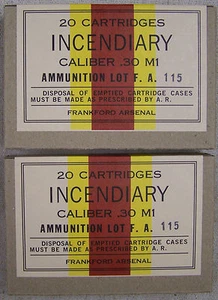 20 CARTRIDGES
INCENDIARY
CALIBER .30 M1
AMMUNITION LOT F. A. 115
DISPOSAL OF EMPTIED CARTRIDGE CASES
MUST BE MADE AS PRESCRIBED BY A. R.
FRANKFORD ARSENAL
20 CARTRIDGES
INCENDIARY
CALIBER .30 M1
AMMUNITION LOT F. A. 115
DISPOSAL OF EMPTIED CARTRIDGE CASES
MUST BE MADE AS PRESCRIBED BY A. R.
FRANKFORD ARSENAL